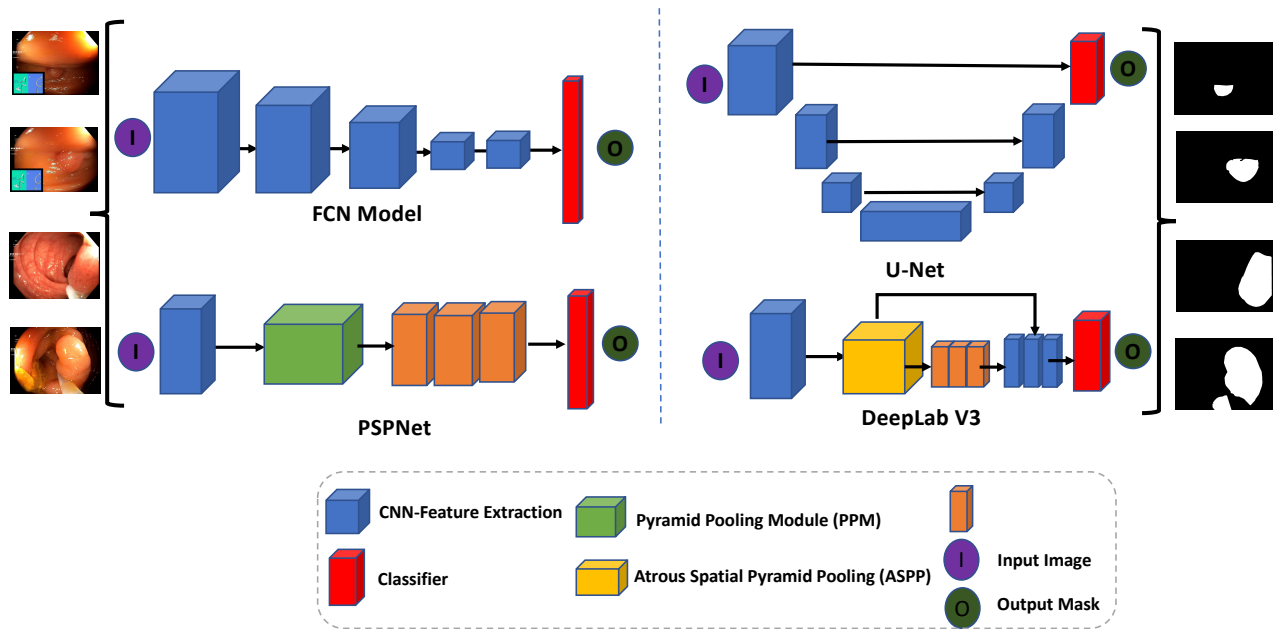 I
O
FCN Model
I
O
U-Net
I
O
PSPNet
I
O
DeepLab V3
CNN-Feature Extraction
Pyramid Pooling Module (PPM)
Classifier
Atrous Spatial Pyramid Pooling (ASPP)
I
Input Image
O
Output Mask